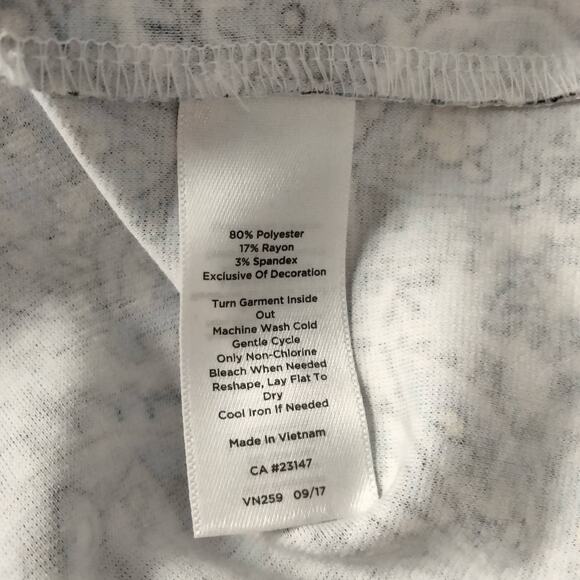 80% Polyester
17% Rayon
3% Spandex
Exclusive Of Decoration
Turn Garment Inside
Out
Machine Wash Cold
Gentle Cycle
Only Non-Chlorine
Bleach When Needed
Reshape, Lay Flat To
Dry
Cool Iron If Needed
Made In Vietnam
CA #23147
VN259 09/17